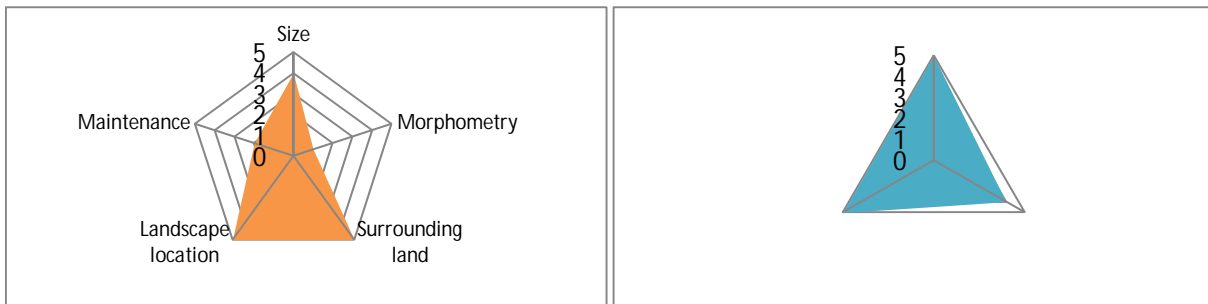 Size
5
4
3
2
1
0
Maintenance
Morphometry
Landscape
location
Surrounding
land
5
4
3
2
1
0